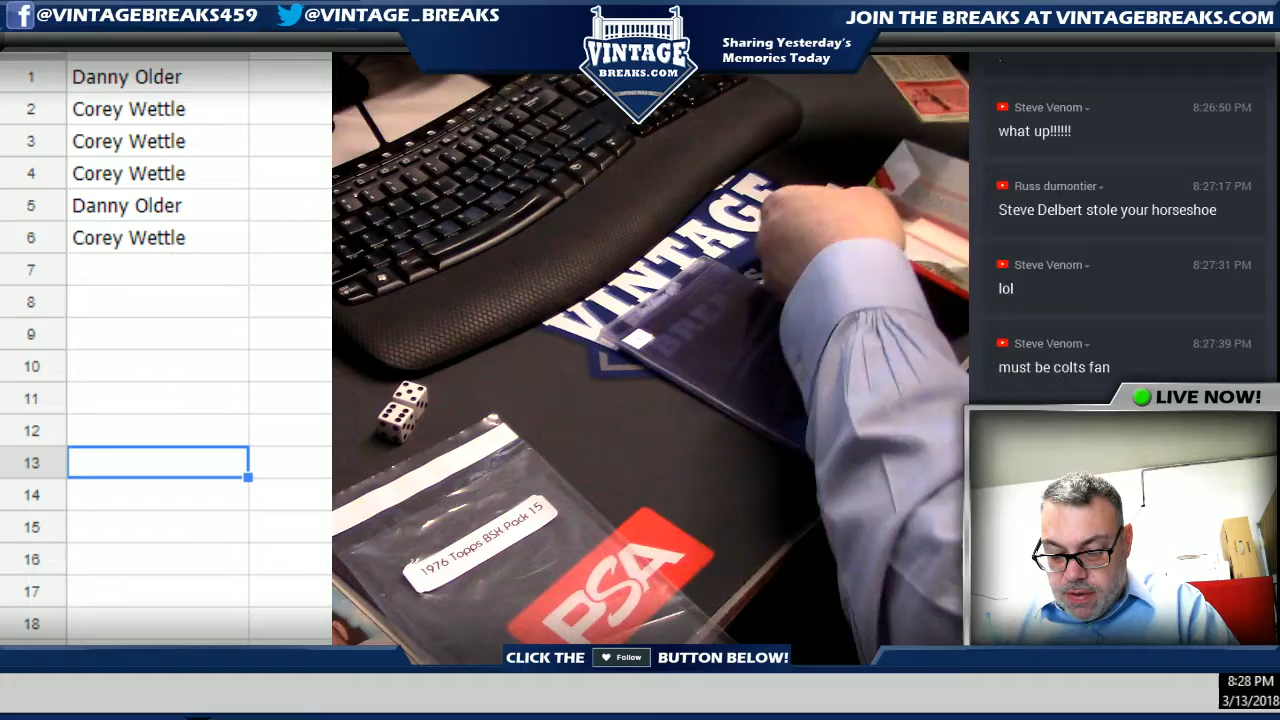 @VINTAGEBREAKS459
@VINTAGE_BREAKS
VINTAGE
BREAKS.COM
Sharing Yesterday's
Memories Today
JOIN THE BREAKS AT VINTAGEBREAKS.COM
1 Danny Older
2 Corey Wettle
3 Corey Wettle
4 Corey Wettle
5 Danny Older
6 Corey Wettle
7
8
9
10
11
12
13
14
15
16
17
18
VINTAGE
1976 Topps BSK Pack 15
PSA
Steve Venom 8:26:50 PM
what up!!!!!!
Russ dumontier 8:27:17 PM
Steve Delbert stole your horseshoe
Steve Venom 8:27:31 PM
lol
Steve Venom 8:27:39 PM
must be colts fan
LIVE NOW!
CLICK THE Follow BUTTON BELOW!
8:28 PM
3/13/2018